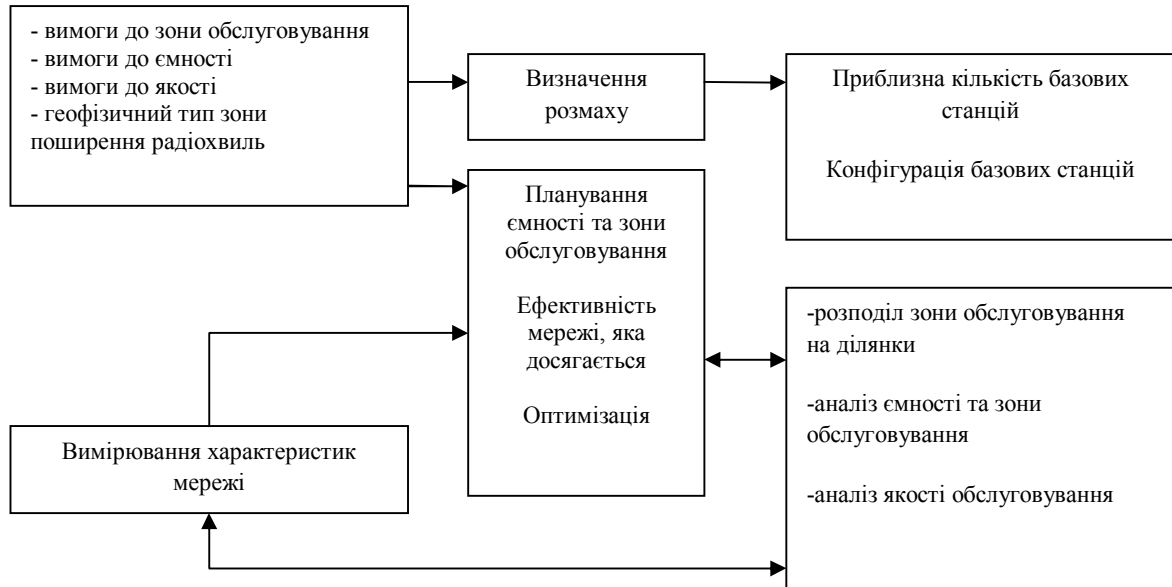 - вимоги до зони обслуговування
- вимоги до ємності
- вимоги до якості
- геофізичний тип зони
поширення радіохвиль
Визначення
розмаху
Приблизна кількість базових
станцій
Конфігурація базових станцій
Планування
ємності та зони
обслуговування
Ефективність
мережі, яка
досягається
Оптимізація
-розподіл зони обслуговування
на ділянки
-аналіз ємності та зони
обслуговування
-аналіз якості обслуговування
Вимірювання характеристик
мережі